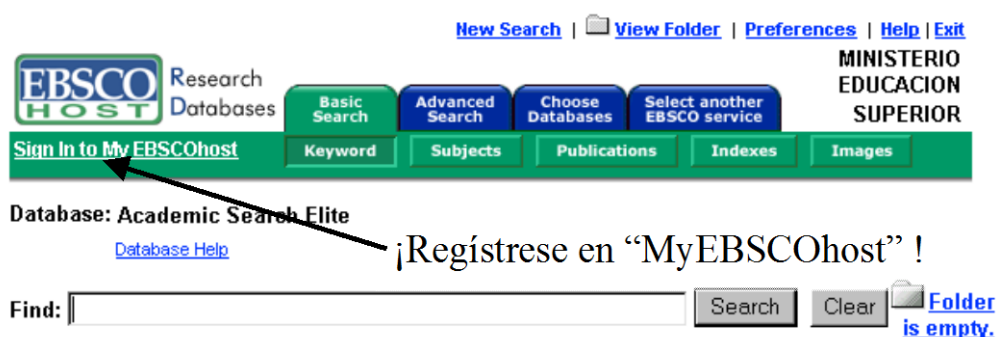 New Search | View Folder | Preferences | Help | Exit
EBSCO HOST Research Databases
MINISTERIO EDUCACION SUPERIOR
Basic Search Advanced Search Choose Databases Select another EBSCO service
Sign In to My EBSCOhost Keyword Subjects Publications Indexes Images
Database: Academic Search Elite
Database Help
¡Regístrese en “MyEBSCOhost” !
Find: Search Clear Folder is empty.